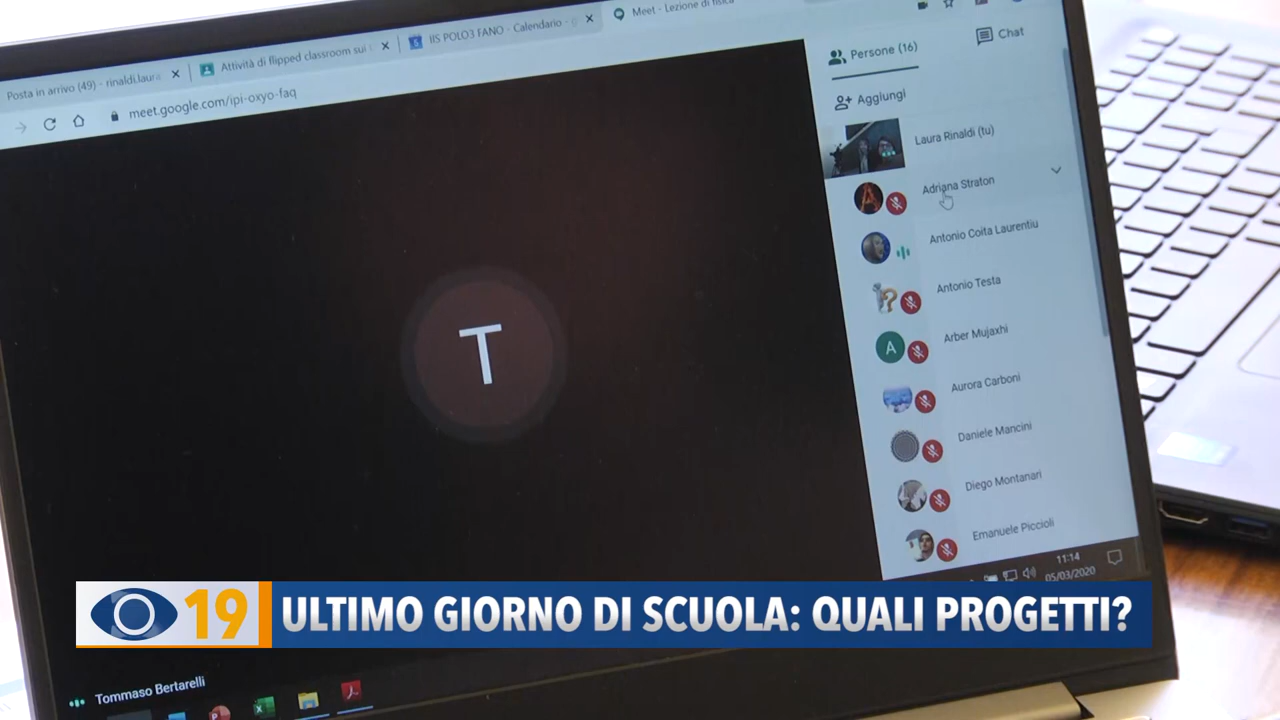 Posta in arrivo (49) - rinaldi.laura
Attività di flipped classroom sui
IIS POLO3 FANO - Calendario -
Meet - Lezione di fisica
meet.google.com/ipi-oxyo-faq
Persone (16)
Chat
Aggiungi
Laura Rinaldi (tu)
Adriana Straton
Antonio Coita Laurentiu
Antonio Testa
Arber Mujaxhi
A
Aurora Carboni
Daniele Mancini
Diego Montanari
Emanuele Piccioli
T
11:14
05/03/2020
19
ULTIMO GIORNO DI SCUOLA: QUALI PROGETTI?
Tommaso Bertarelli